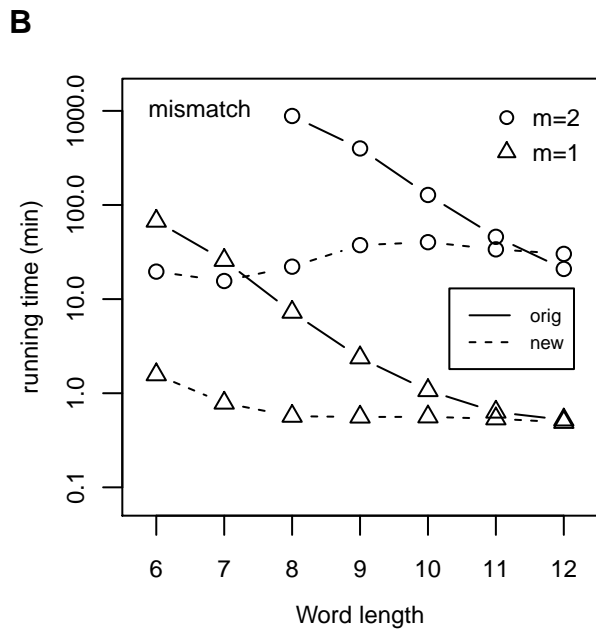 B
mismatch
m=2
m=1
running time (min)
1000.0
100.0
10.0
1.0
0.1
orig
new
6 7 8 9 10 11 12
Word length